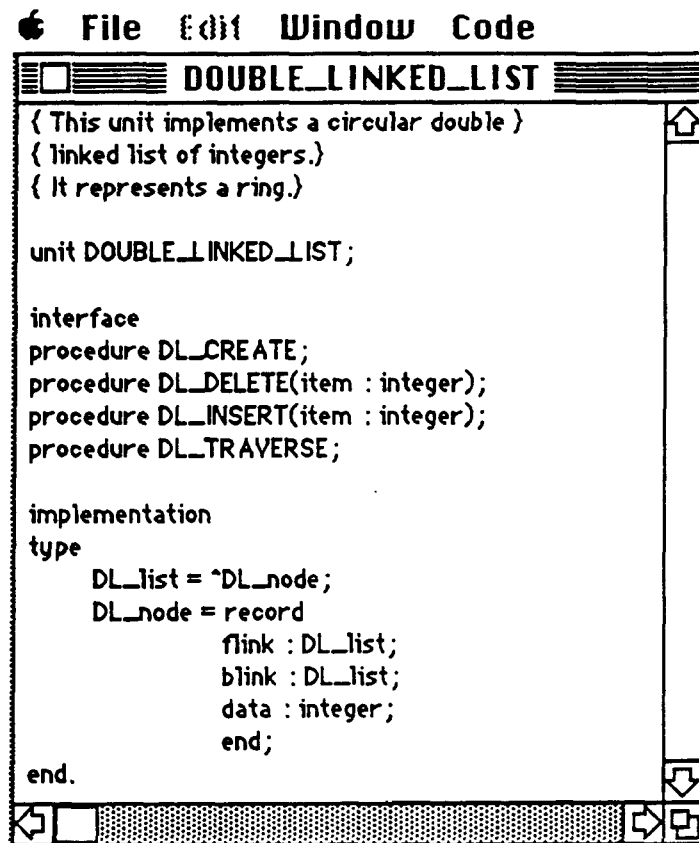 File Edit Window Code
DOUBLE_LINKED_LIST
{ This unit implements a circular double }
{ linked list of integers.}
{ It represents a ring.}
unit DOUBLE_LINKED_LIST;
interface
procedure DL_CREATE;
procedure DL_DELETE(item : integer);
procedure DL_INSERT(item : integer);
procedure DL_TRAVERSE;
implementation
type
DL_list = ^DL_node;
DL_node = record
flink : DL_list;
blink : DL_list;
data : integer;
end;
end.